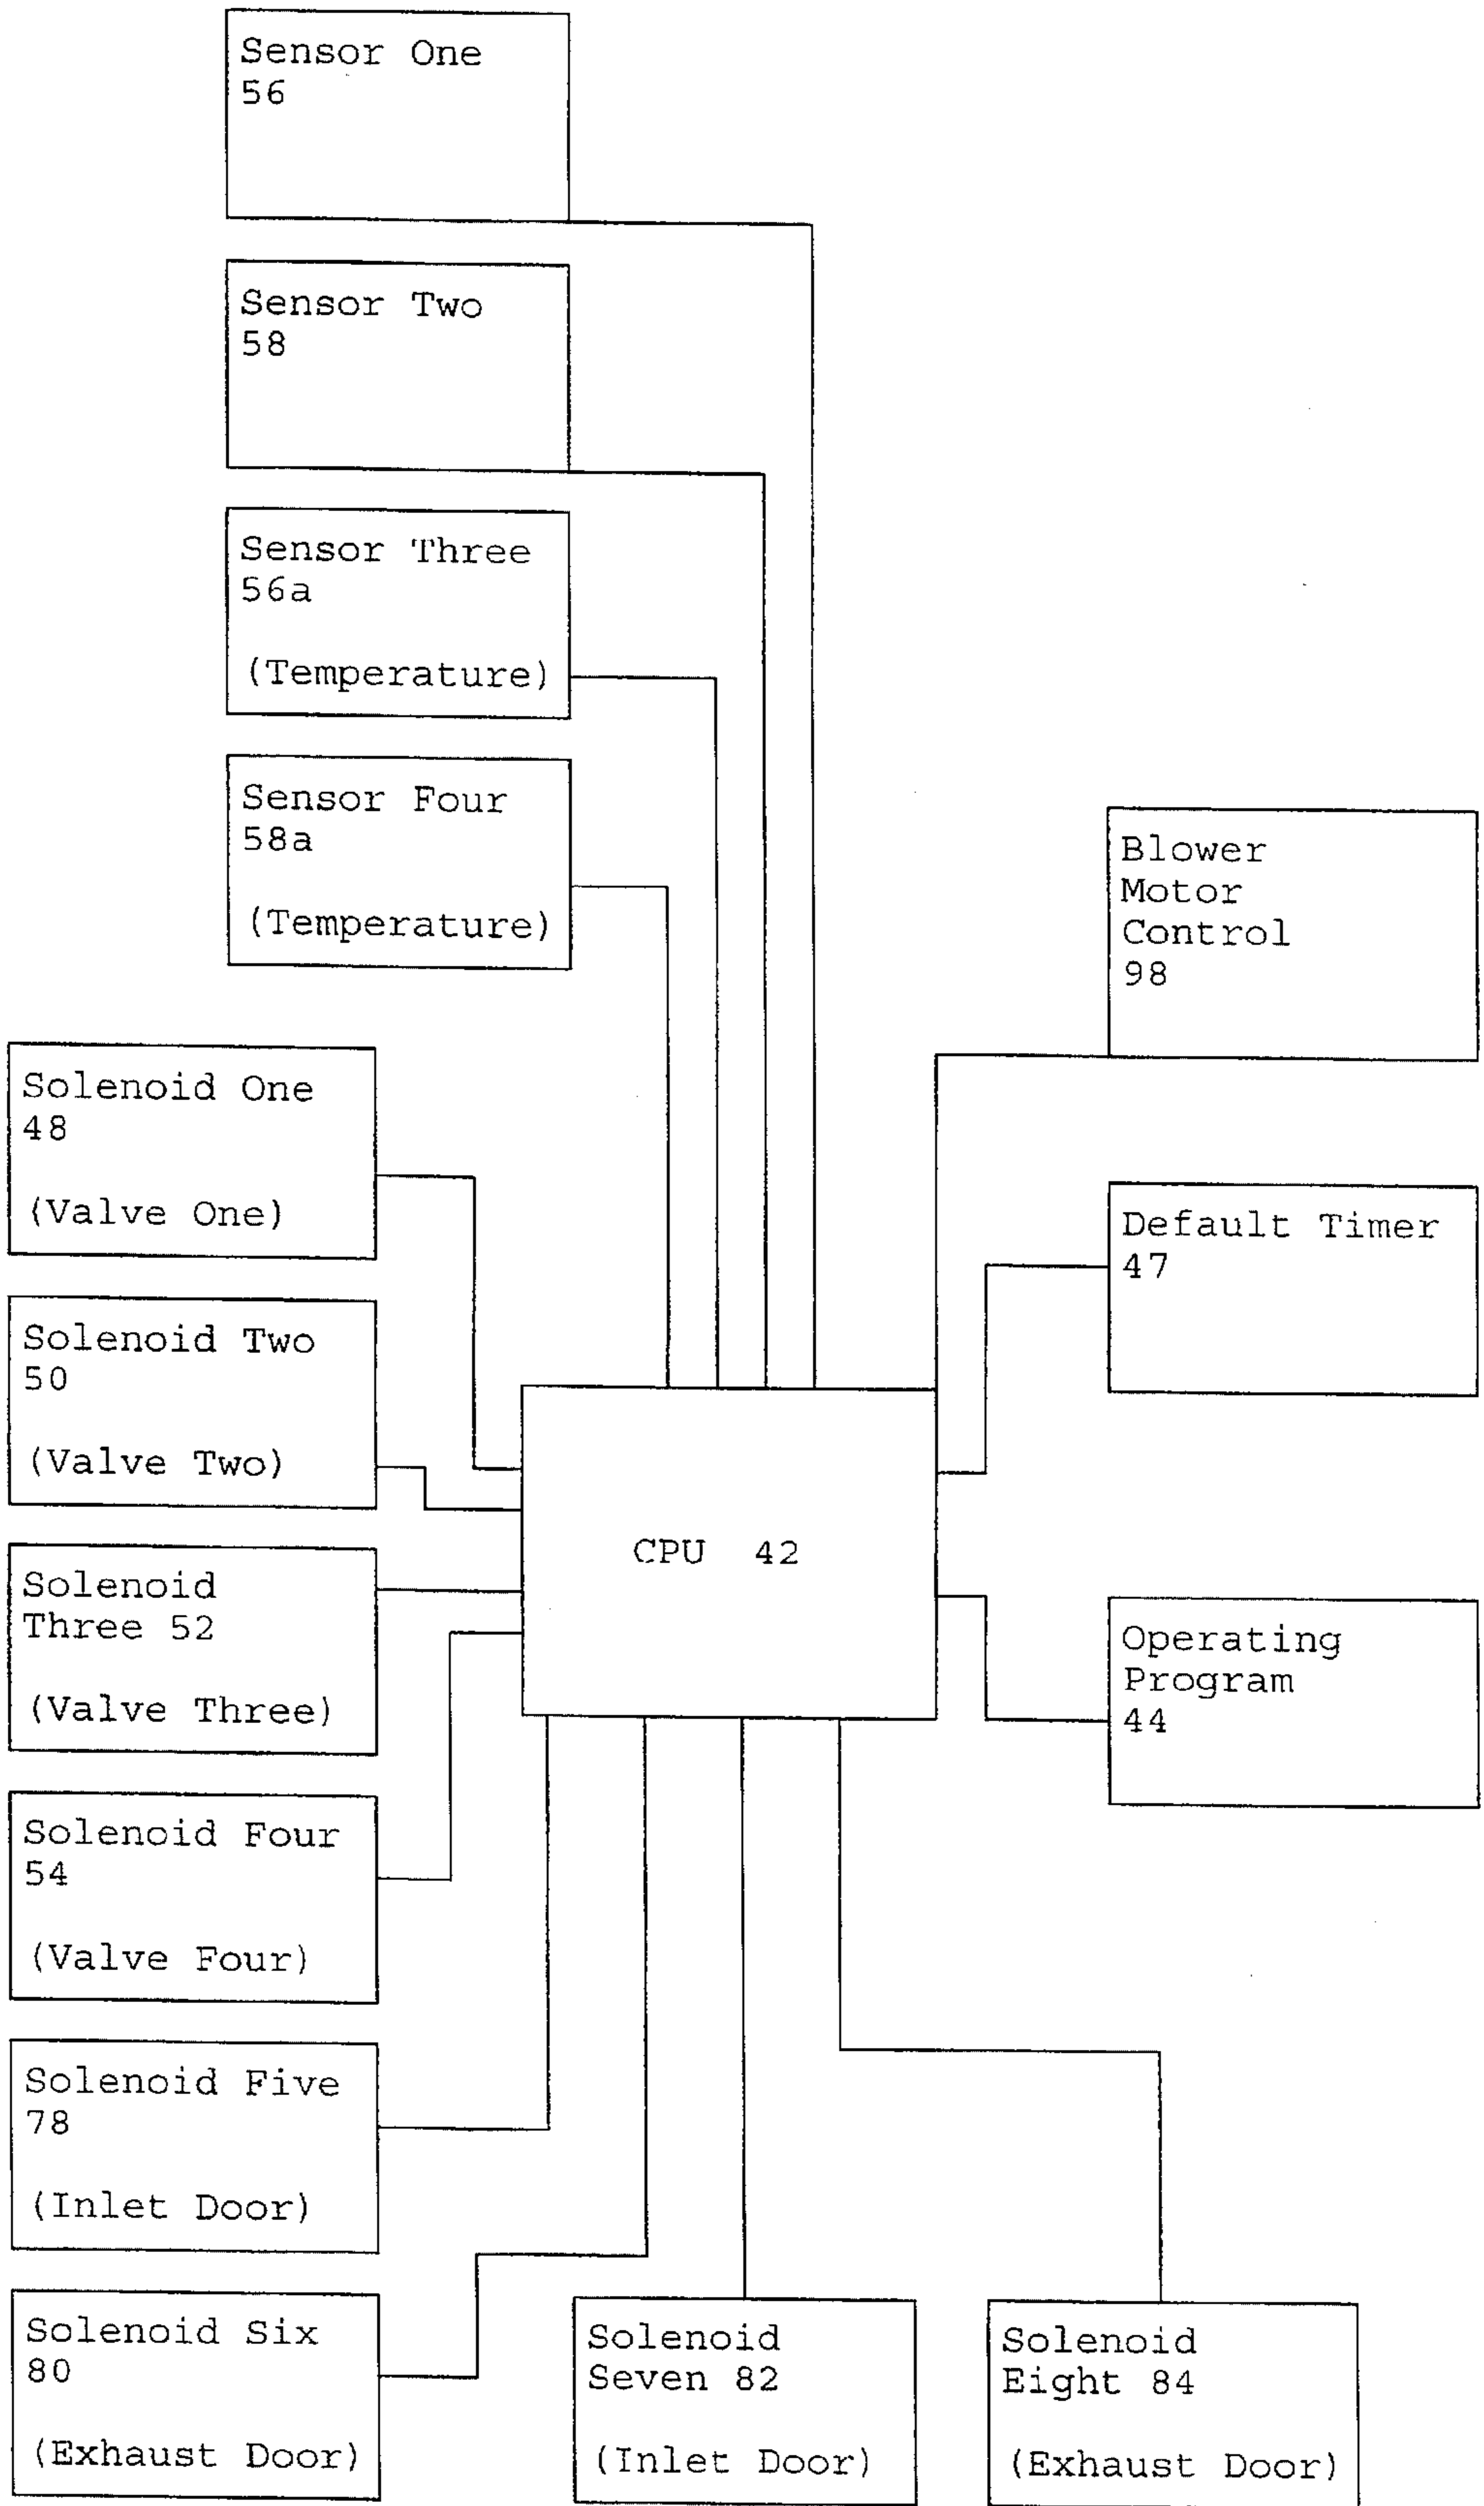 Sensor One
56
Sensor Two
58
Sensor Three
56a
(Temperature)
Sensor Four
58a
(Temperature)
Blower
Motor
Control
98
Solenoid One
48
(Valve One)
Default Timer
47
Solenoid Two
50
(Valve Two)
CPU 42
Solenoid
Three 52
(Valve Three)
Operating
Program
44
Solenoid Four
54
(Valve Four)
Solenoid Five
78
(Inlet Door)
Solenoid Six
80
(Exhaust Door)
Solenoid
Seven 82
(Inlet Door)
Solenoid
Eight 84
(Exhaust Door)